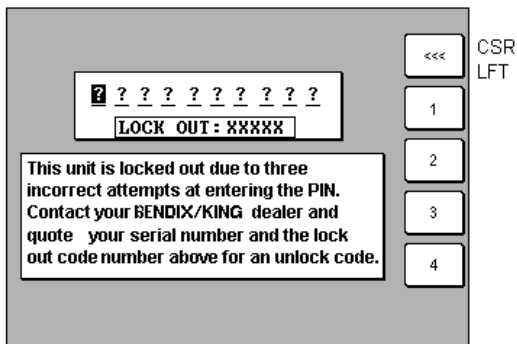 <<<
CSR
LFT
? ? ? ? ? ? ? ? ? ?
LOCK OUT: XXXXX
1
This unit is locked out due to three
incorrect attempts at entering the PIN.
Contact your BENDIX/KING dealer and
quote your serial number and the lock
out code number above for an unlock code.
2
3
4